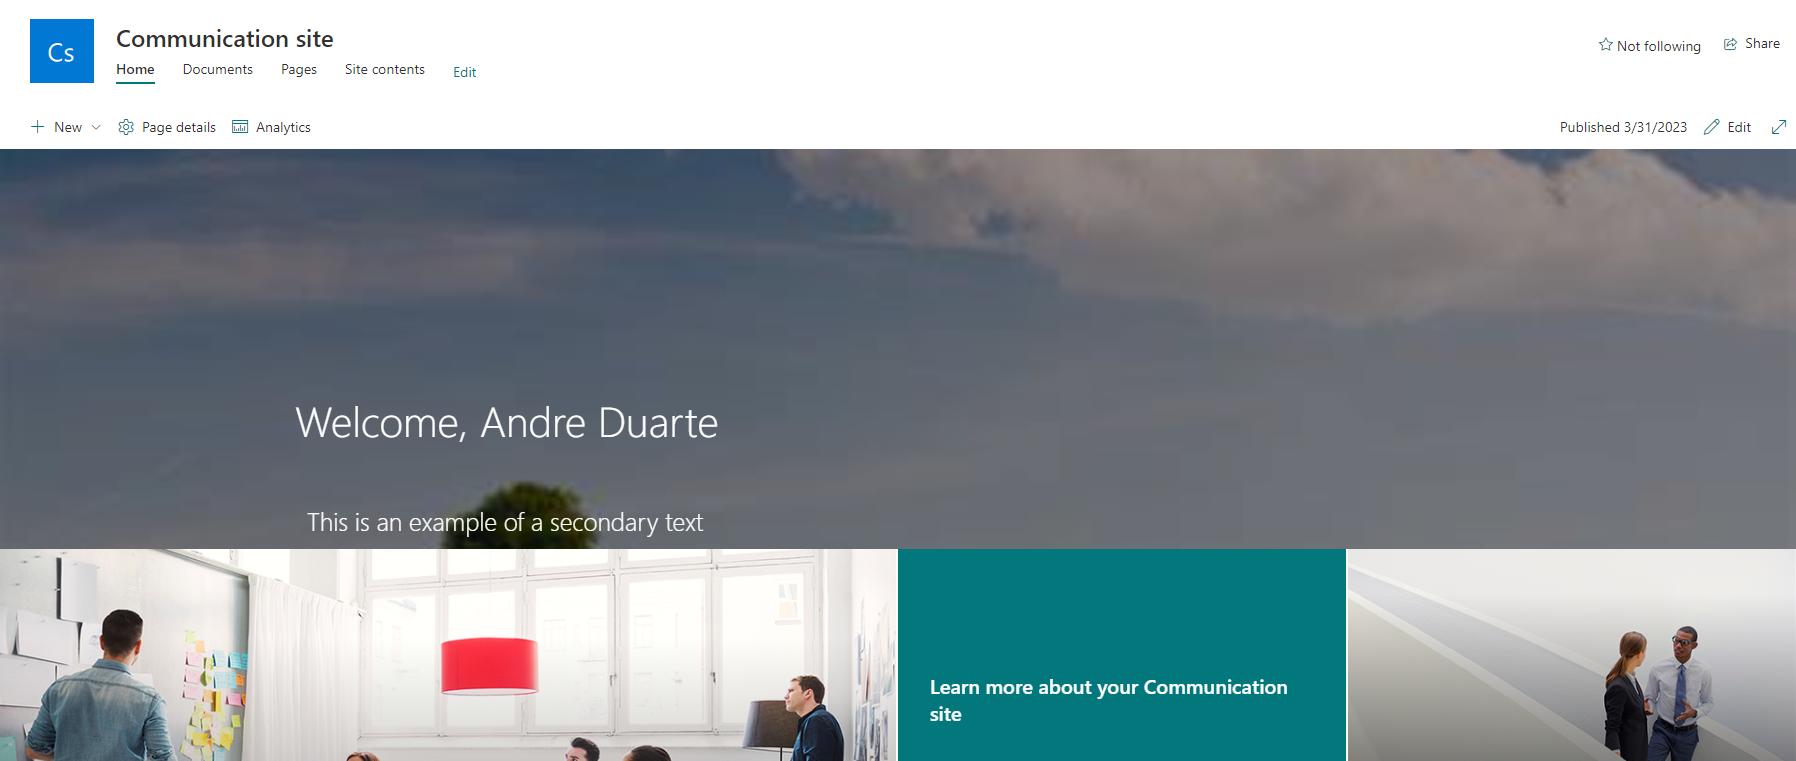 Cs
Communication site
Home Documents Pages Site contents Edit
Not following Share
New Page details Analytics
Published 3/31/2023 Edit
Welcome, Andre Duarte
This is an example of a secondary text
Learn more about your Communication
site